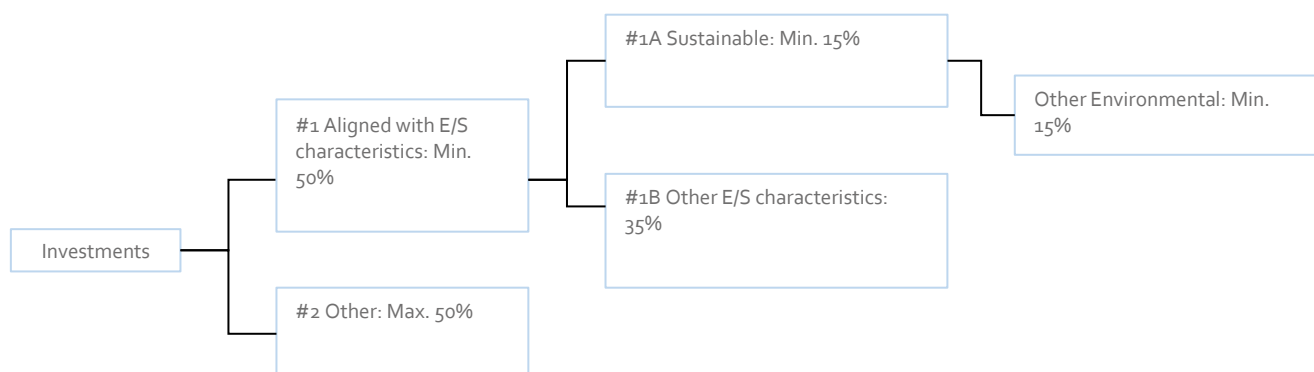 #1A Sustainable: Min. 15%
Other Environmental: Min.
15%
#1 Aligned with E/S
characteristics: Min.
50%
#1B Other E/S characteristics:
35%
Investments
#2 Other: Max. 50%